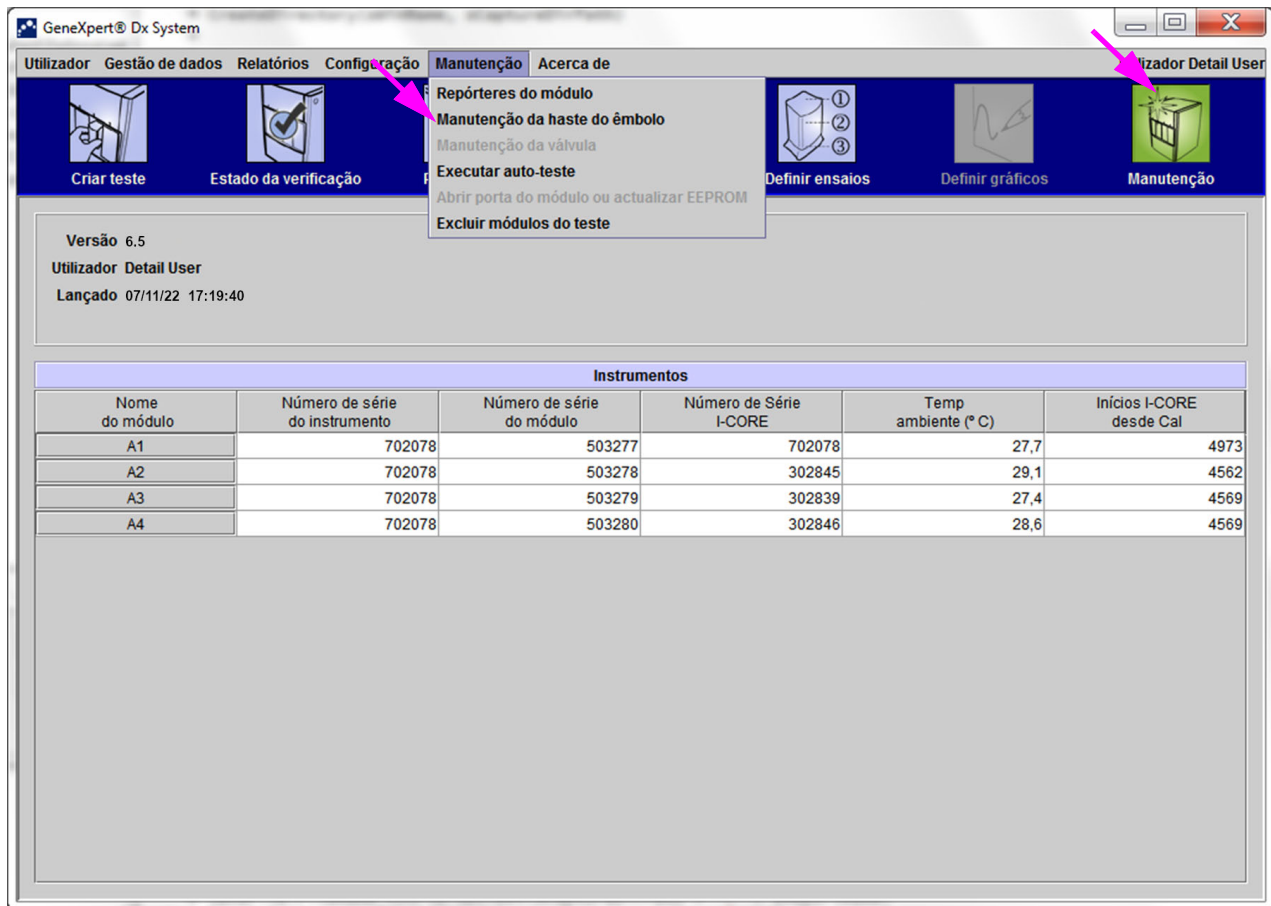 GeneXpert® Dx System
Utilizador Gestão de dados Relatórios Configuração Manutenção Acerca de Utilizador Detail User
Repórteres do módulo
Manutenção da haste do êmbolo
Manutenção da válvula
Executar auto-teste
Abrir porta do módulo ou actualizar EEPROM
Excluir módulos do teste
Criar teste Estado da verificação Definir ensaios Definir gráficos Manutenção
Versão 6.5
Utilizador Detail User
Lançado 07/11/22 17:19:40
Instrumentos
Nome Número de série Número de série Número de Série Temp Inícios I-CORE
do módulo do instrumento do módulo I-CORE ambiente (º C) desde Cal
A1 702078 503277 702078 27,7 4973
A2 702078 503278 302845 29,1 4562
A3 702078 503279 302839 27,4 4569
A4 702078 503280 302846 28,6 4569